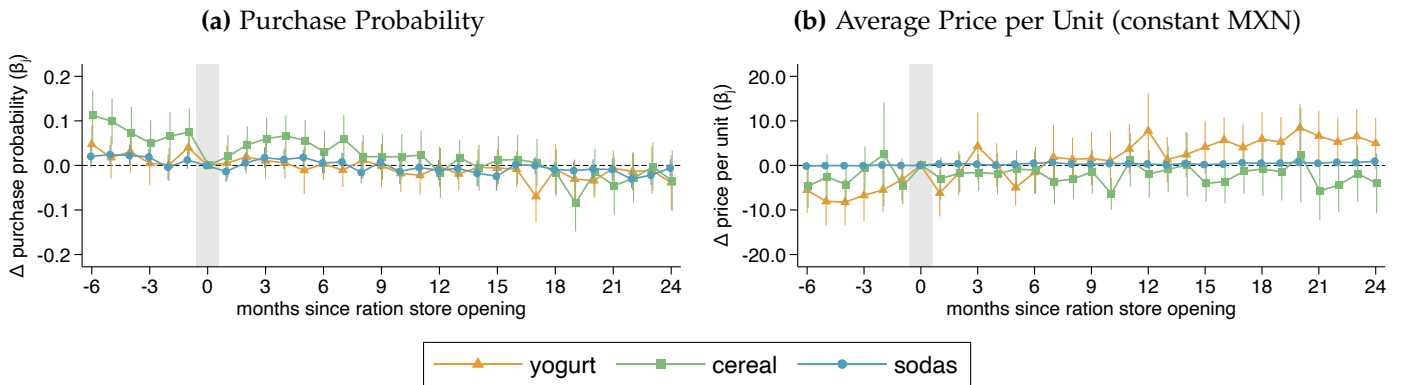 (a) Purchase Probability
Δ purchase probability (βj)
0.2
0.1
0.0
-0.1
-0.2
-6 -3 0 3 6 9 12 15 18 21 24
months since ration store opening
(b) Average Price per Unit (constant MXN)
Δ price per unit (βj)
20.0
10.0
0.0
-10.0
-20.0
-6 -3 0 3 6 9 12 15 18 21 24
months since ration store opening
yogurt cereal sodas